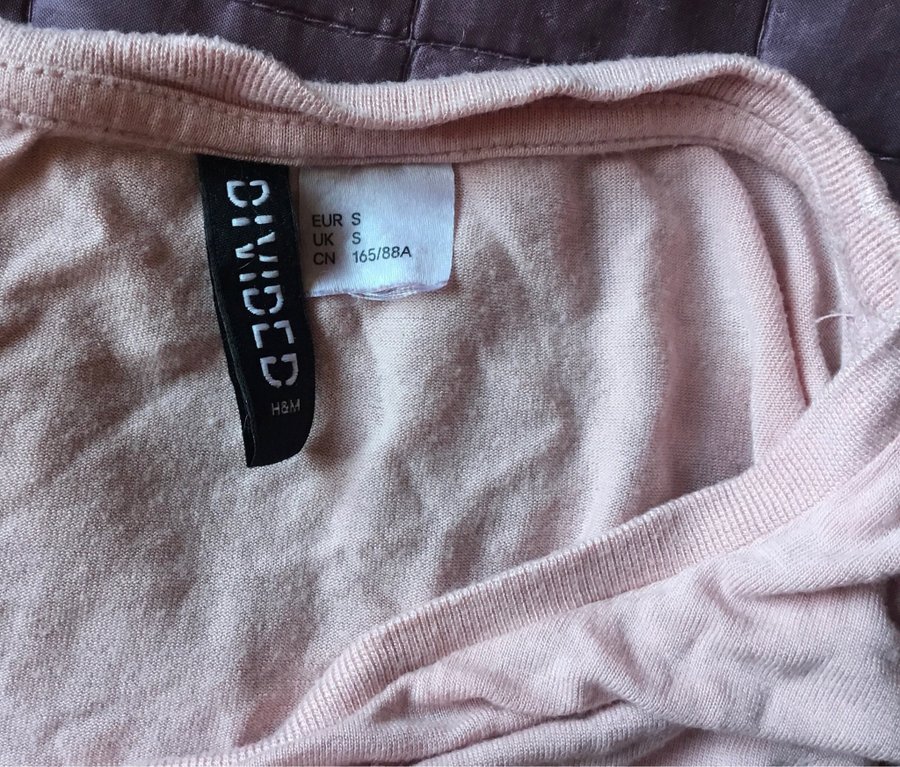 DIVIDED
H&M
EUR S
UK S
CN 165/88A